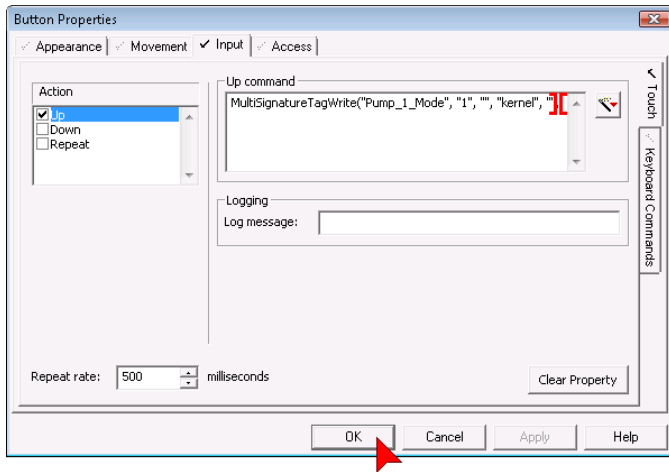 Button Properties
Appearance
Movement
Input
Access
Action
Up
Down
Repeat
Up command
MultiSignatureTagWrite("Pump_1_Mode", "1", "", "kernel", "",
Logging
Log message:
Repeat rate:
500
milliseconds
Clear Property
Touch
Keyboard Commands
OK
Cancel
Apply
Help